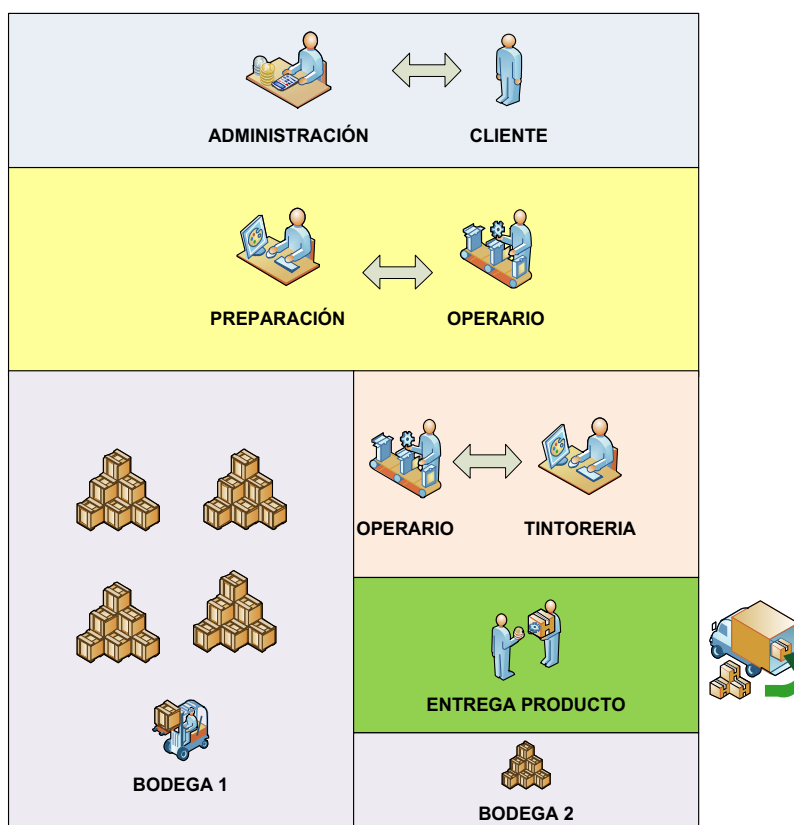 ADMINISTRACIÓN
CLIENTE
PREPARACIÓN
OPERARIO
OPERARIO
TINTORERIA
ENTREGA PRODUCTO
BODEGA 1
BODEGA 2